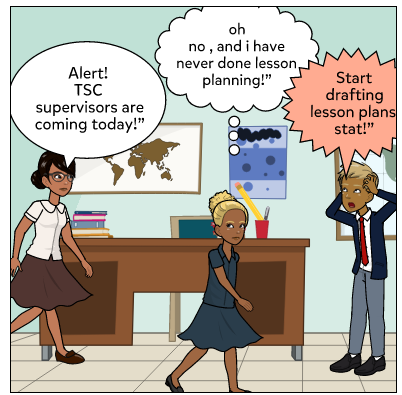 Alert!
TSC
supervisors are
coming today!”
oh
no , and i have
never done lesson
planning!”
Start
drafting
lesson plans
stat!”